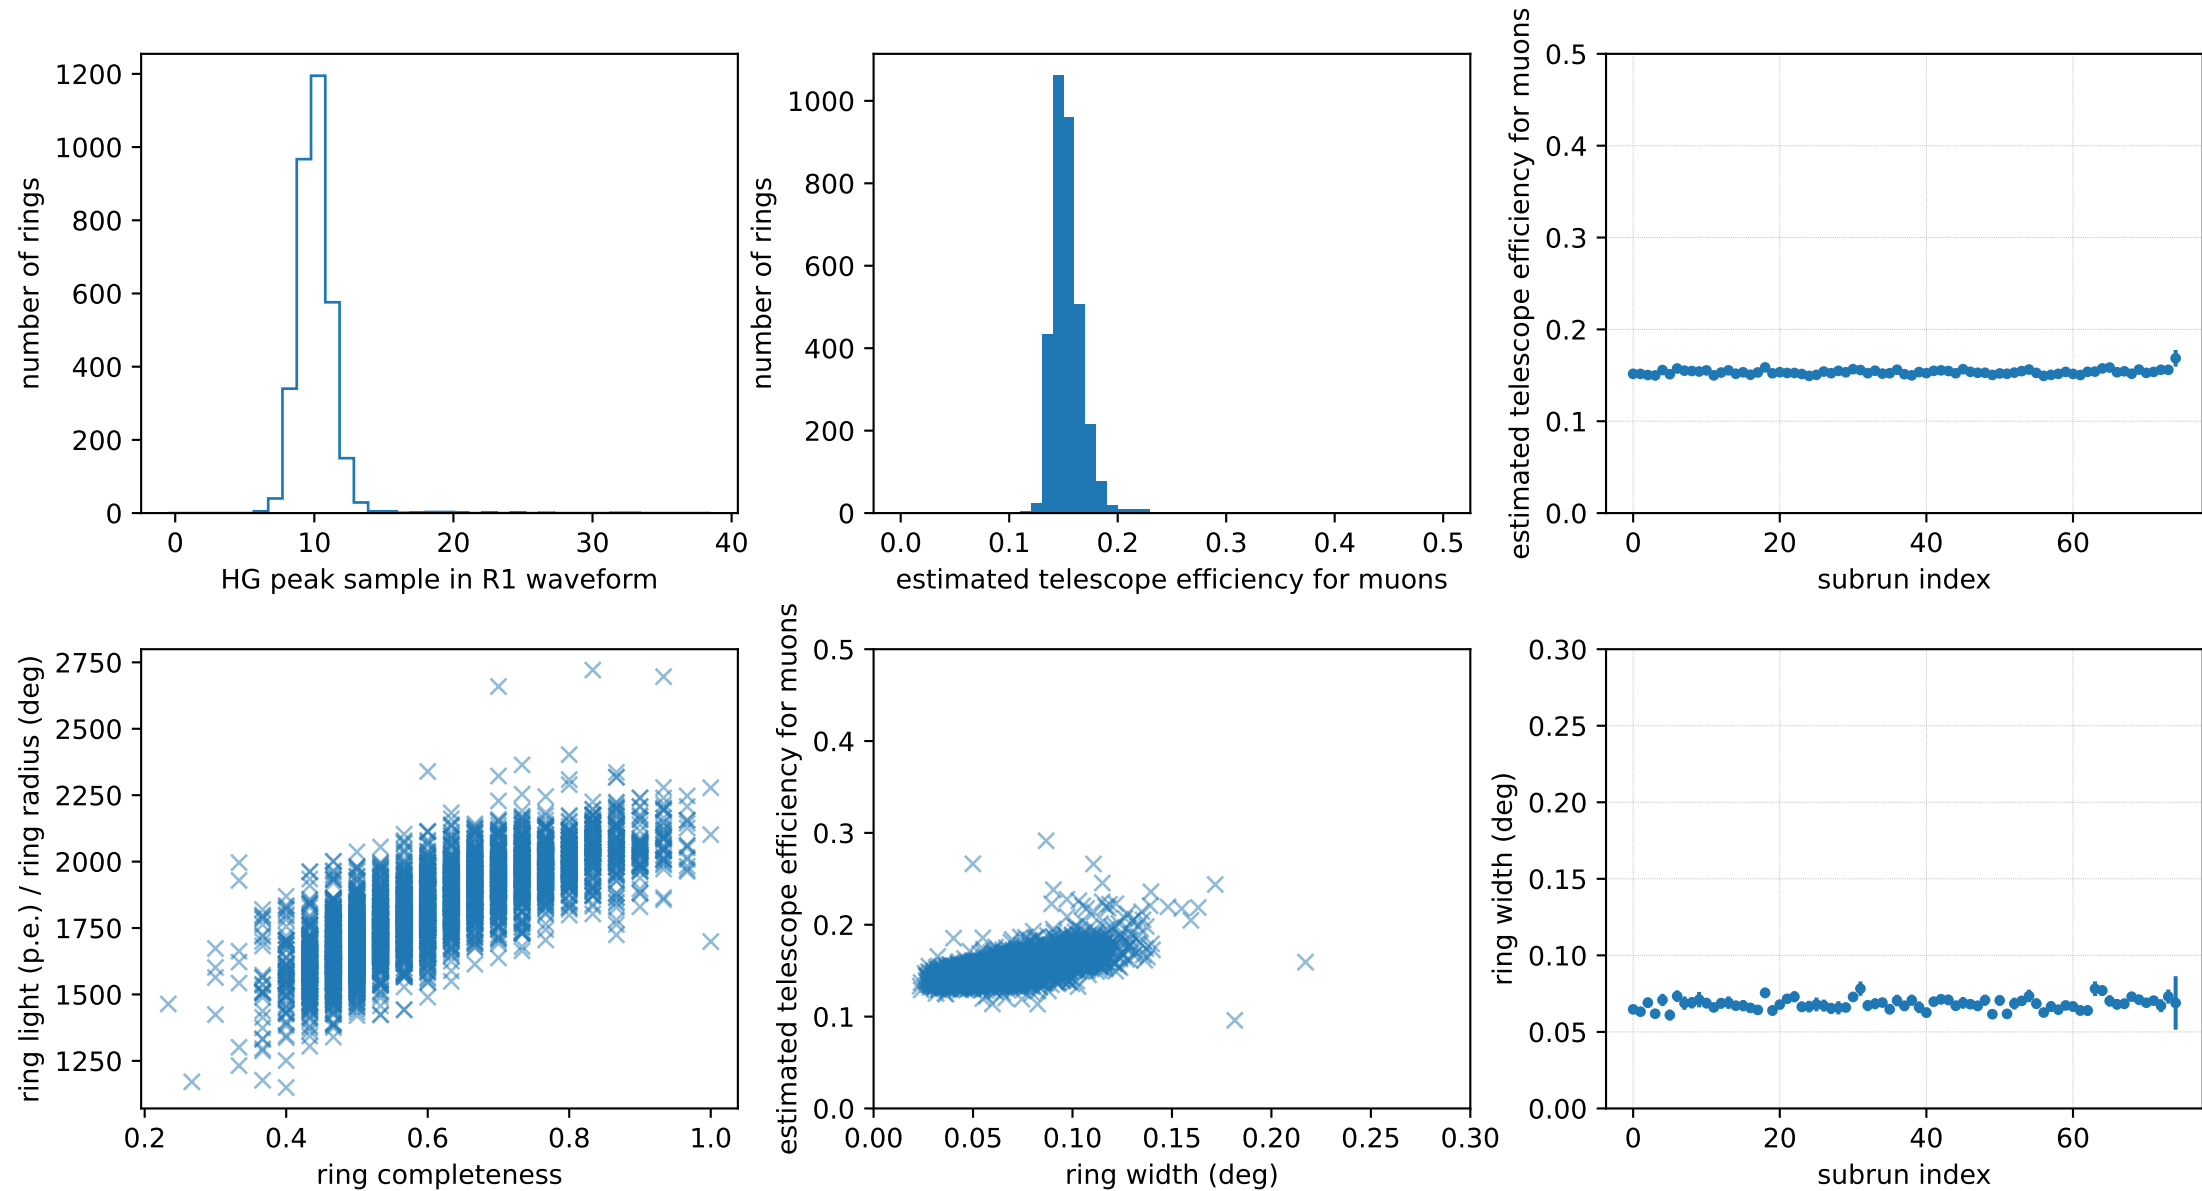 number of rings
1200
1000
800
600
400
200
0
0 10 20 30 40
HG peak sample in R1 waveform
number of rings
1000
800
600
400
200
0
0.0 0.1 0.2 0.3 0.4 0.5
estimated telescope efficiency for muons
estimated telescope efficiency for muons
0.5
0.4
0.3
0.2
0.1
0.0
0 20 40 60
subrun index
ring light (p.e.) / ring radius (deg)
2750
2500
2250
2000
1750
1500
1250
0.2 0.4 0.6 0.8 1.0
ring completeness
estimated telescope efficiency for muons
0.5
0.4
0.3
0.2
0.1
0.0
0.00 0.05 0.10 0.15 0.20 0.25 0.30
ring width (deg)
ring width (deg)
0.30
0.25
0.20
0.15
0.10
0.05
0.00
0 20 40 60
subrun index